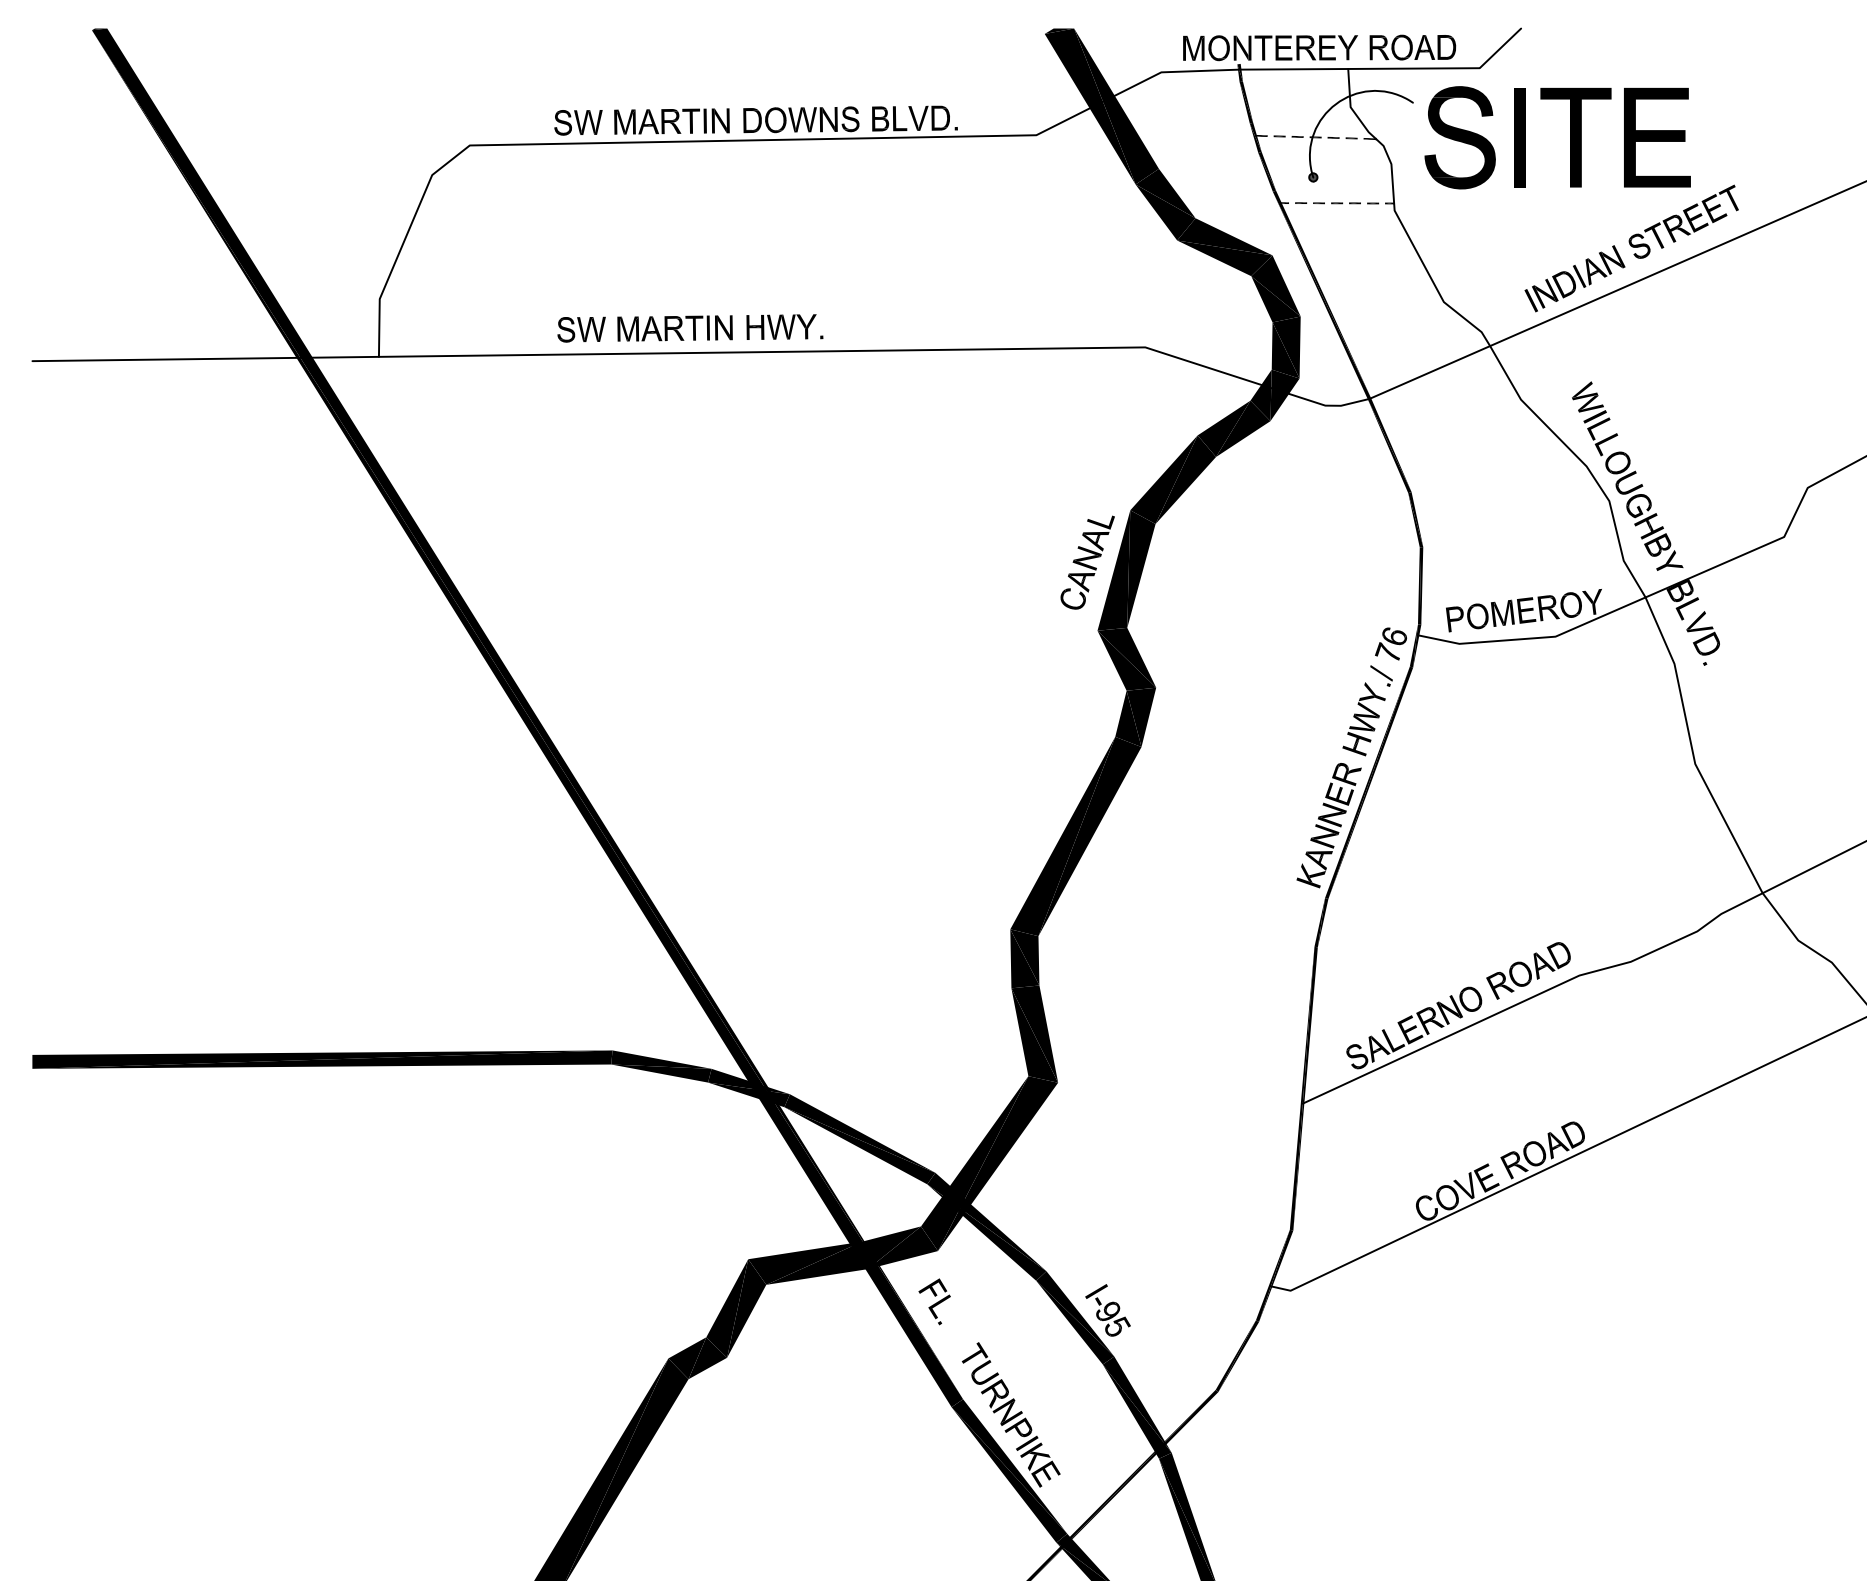 MONTEREY ROAD
SW MARTIN DOWNS BLVD.
SITE
INDIAN STREET
SW MARTIN HWY.
WILLOUGHBY BLVD.
CANAL
POMEROY
KANNER HWY./ 76
SALERNO ROAD
COVE ROAD
FL. TURNPIKE
I-95